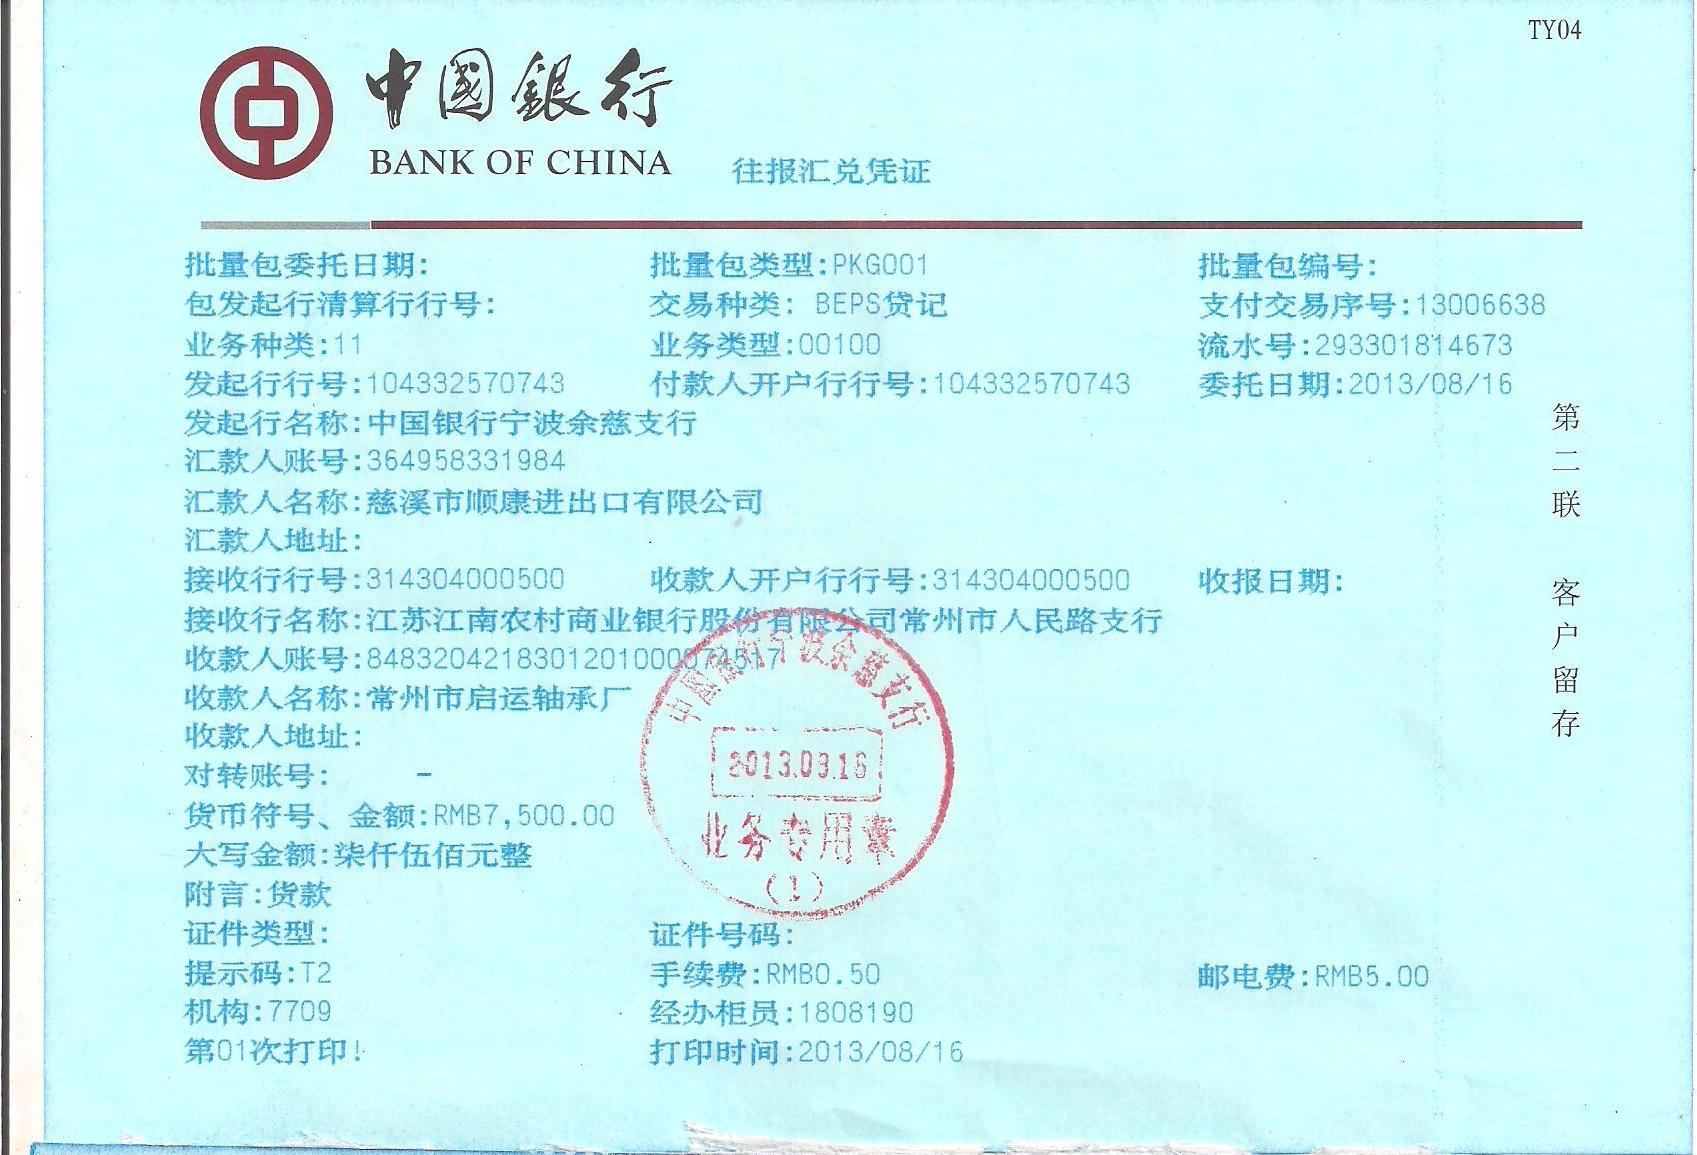 TY04
中國銀行
BANK OF CHINA 往报汇兑凭证
批量包委托日期: 批量包类型:PKG001 批量包编号:
包发起行清算行行号: 交易种类: BEPS贷记 支付交易序号:13006638
业务种类:11 业务类型:00100 流水号:293301814673
发起行行号:104332570743 付款人开户行行号:104332570743 委托日期:2013/08/16
发起行名称:中国银行宁波余慈支行
汇款人账号:364958331984
汇款人名称:慈溪市顺康进出口有限公司
汇款人地址:
接收行行号:314304000500 收款人开户行行号:314304000500 收报日期:
接收行名称:江苏江南农村商业银行股份有限公司常州市人民路支行
收款人账号:8483204218301201000074517
收款人名称:常州市启运轴承厂
收款人地址:
对转账号: -
货币符号、金额:RMB7,500.00
大写金额:柒仟伍佰元整
附言:货款
证件类型: 证件号码:
提示码:T2 手续费:RMB0.50 邮电费:RMB5.00
机构:7709 经办柜员:1808190
第01次打印! 打印时间:2013/08/16
第二联 客户留存
中国银行宁波余慈支行
2013.08.16
业务专用章
(1)